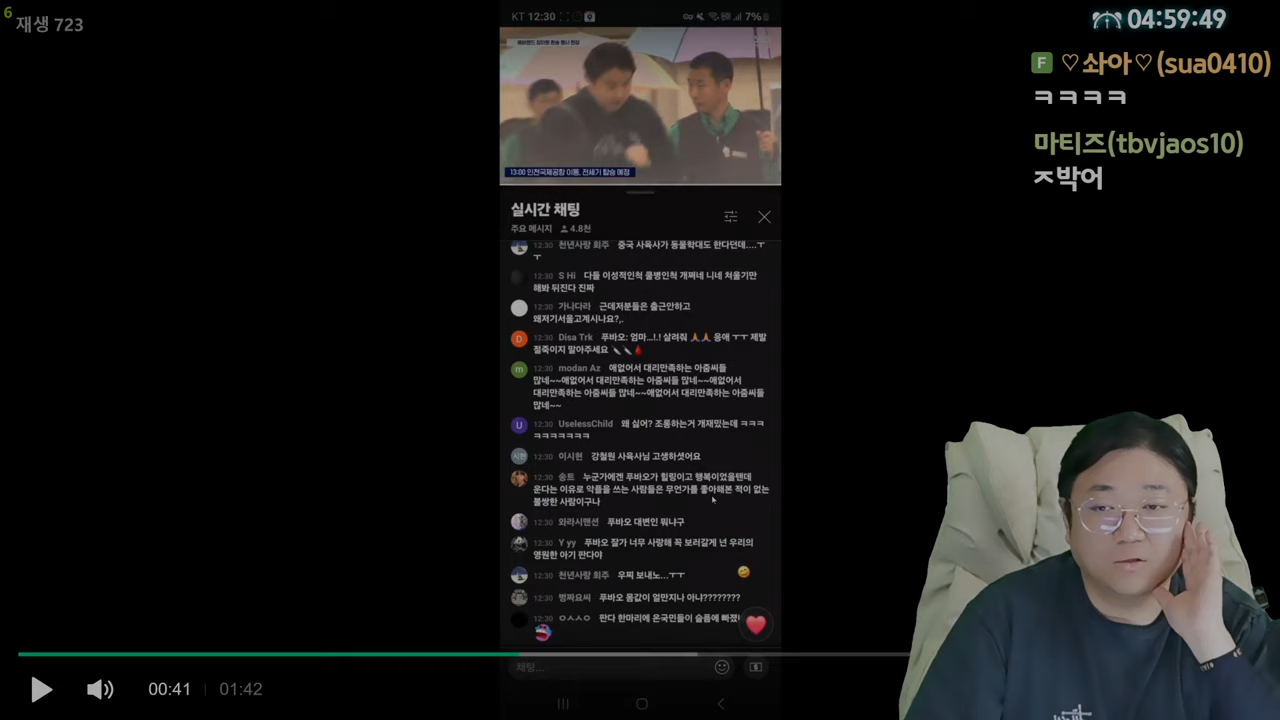 6
재생 723
KT 12:30
7%
04:59:49
F ♡솨아♡(sua0410)
ㅋㅋㅋㅋ
마티즈(tbvjaos10)
ㅈ박어
13:00 인천국제공항 이동, 전세기 탑승 예정
실시간 채팅
주요 메시지 4.8천
12:30 천년사랑 희주 중국 사육사가 동물학대도 한다던데....ㅜ
ㅜ
12:30 S Hi 다들 이성적인척 쿨병인척 개쩌네 니네 쳐울기만
해봐 뒤진다 진짜
12:30 가나다라 근데저분들은 출근안하고
왜저기서울고계시나요?,.
D 12:30 Disa Trk 푸바오: 엄마...!.! 살려줘 🙏🙏 응애 ㅜㅜ 제발
절죽이지 말아주세요 🔪🔪🩸
m 12:30 modan Az 애없어서 대리만족하는 아줌씨들
많네~~애없어서 대리만족하는 아줌씨들 많네~~애없어서
대리만족하는 아줌씨들 많네~~애없어서 대리만족하는 아줌씨들
많네~~
U 12:30 UselessChild 왜 싫어? 조롱하는거 개재밌는데 ㅋㅋㅋ
ㅋㅋㅋㅋㅋㅋㅋ
시현 12:30 이시현 강철원 사육사님 고생하셧어요
12:30 송트 누군가에겐 푸바오가 힐링이고 행복이었을텐데
운다는 이유로 악플을 쓰는 사람들은 무언가를 좋아해본 적이 없는
불쌍한 사람이구나
12:30 와라시맨션 푸바오 대변인 뭐냐구
12:30 Y yy 푸바오 잘가 너무 사랑해 꼭 보러갈게 넌 우리의
영원한 아기 판다야
12:30 천년사랑 희주 우찌 보내노...ㅜㅜ
12:30 벙짜요씨 푸바오 몸값이 얼만지나 아냐????????
12:30 ㅇㅅㅅㅇ 판다 한마리에 온국민들이 슬픔에 빠졌
채팅...
00:41 01:42